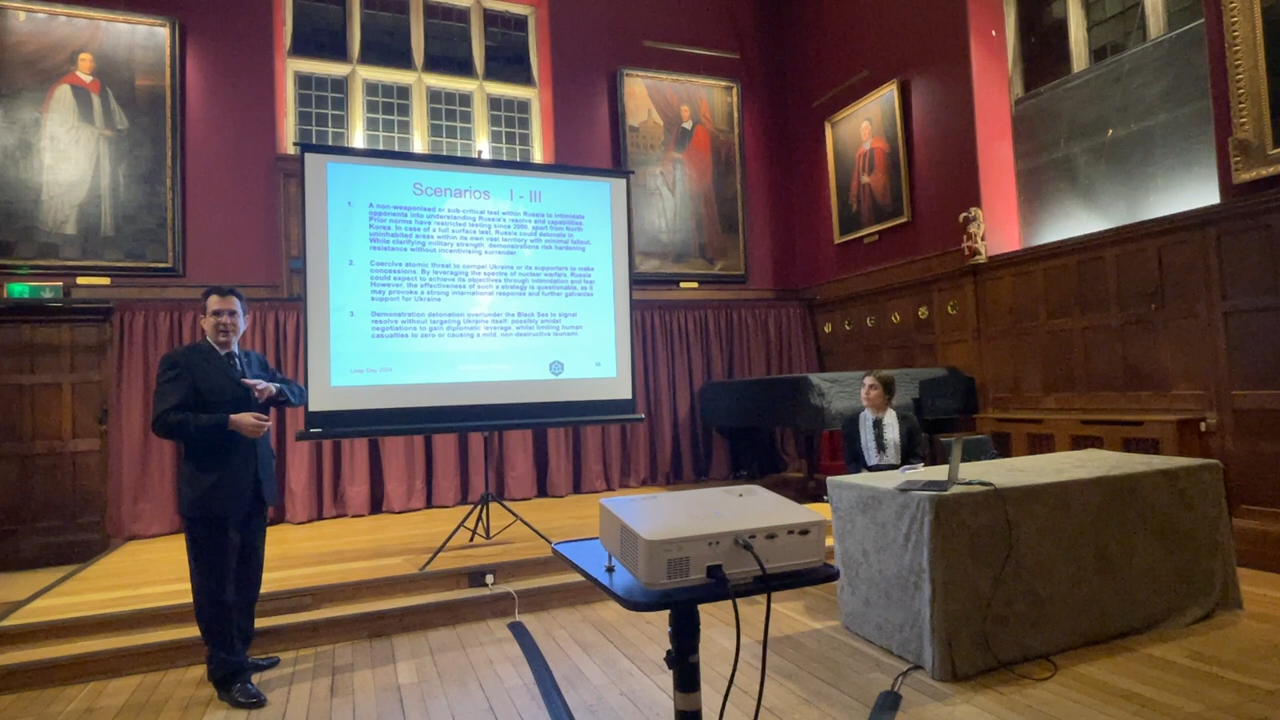 Scenarios I - III
1. A non-weaponised or sub-critical test within Russia to intimidate
opponents into understanding Russia's resolve and capabilities.
Prior norms have restricted testing since 2000, apart from North
Korea. In case of a full surface test, Russia could detonate in
uninhabited areas within its own vast territory with minimal fallout.
While clarifying military strength, demonstrations risk hardening
resistance without incentivising surrender
2. Coercive atomic threat to compel Ukraine or its supporters to make
concessions. By leveraging the spectre of nuclear warfare, Russia
could expect to achieve its objectives through intimidation and fear
However, the effectiveness of such a strategy is questionable, as it
may provoke a strong international response and further galvanise
support for Ukraine
3. Demonstration detonation over/under the Black Sea to signal
resolve without targeting Ukraine itself; possibly amidst
negotiations to gain diplomatic leverage, whilst limiting human
casualties to zero or causing a mild, non-destructive tsunami.
Leap Day 2024